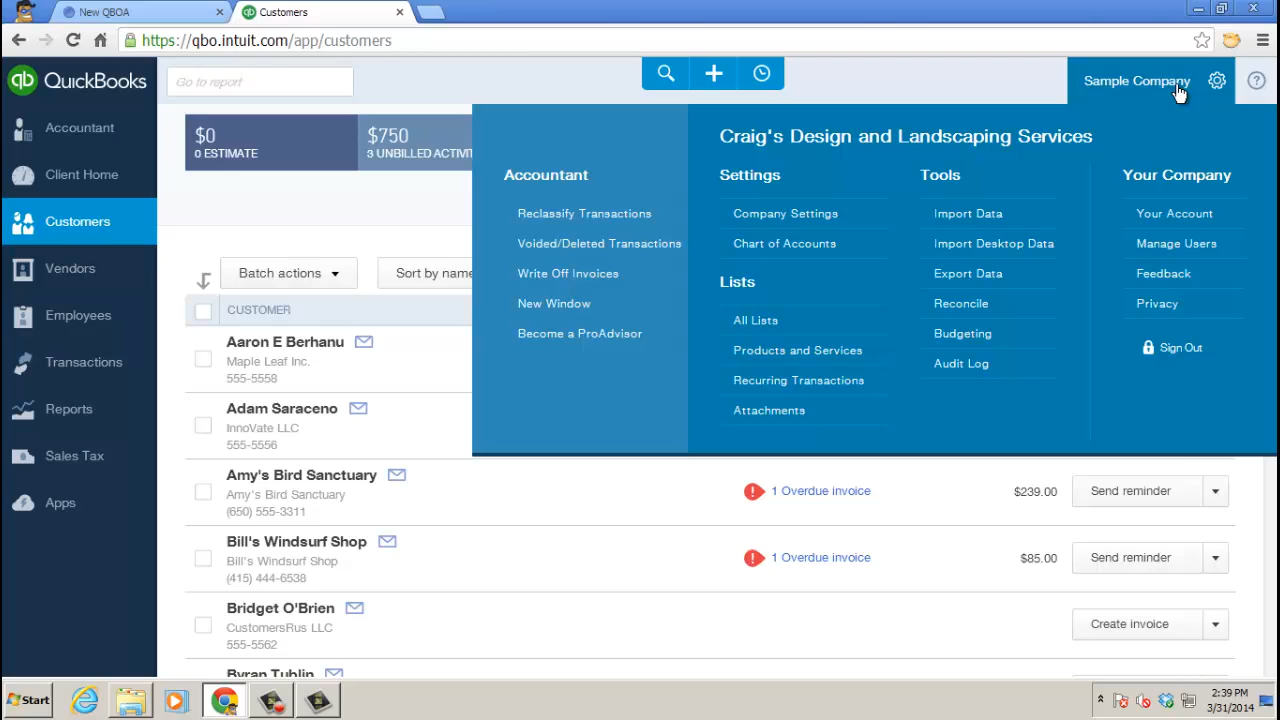 New QBOA
Customers
https://qbo.intuit.com/app/customers
qb QuickBooks
Go to report
Sample Company
Accountant
Client Home
Customers
Vendors
Employees
Transactions
Reports
Sales Tax
Apps
$0
0 ESTIMATE
$750
3 UNBILLED ACTIVIT
Craig's Design and Landscaping Services
Accountant
Reclassify Transactions
Voided/Deleted Transactions
Write Off Invoices
New Window
Become a ProAdvisor
Settings
Company Settings
Chart of Accounts
Lists
All Lists
Products and Services
Recurring Transactions
Attachments
Tools
Import Data
Import Desktop Data
Export Data
Reconcile
Budgeting
Audit Log
Your Company
Your Account
Manage Users
Feedback
Privacy
Sign Out
Batch actions
Sort by name
CUSTOMER
Aaron E Berhanu
Maple Leaf Inc.
555-5558
Adam Saraceno
InnoVate LLC
555-5556
Amy's Bird Sanctuary
Amy's Bird Sanctuary
(650) 555-3311
1 Overdue invoice
$239.00
Send reminder
Bill's Windsurf Shop
Bill's Windsurf Shop
(415) 444-6538
1 Overdue invoice
$85.00
Send reminder
Bridget O'Brien
CustomersRus LLC
555-5562
Create invoice
Byran Tublin
Start
2:39 PM
3/31/2014